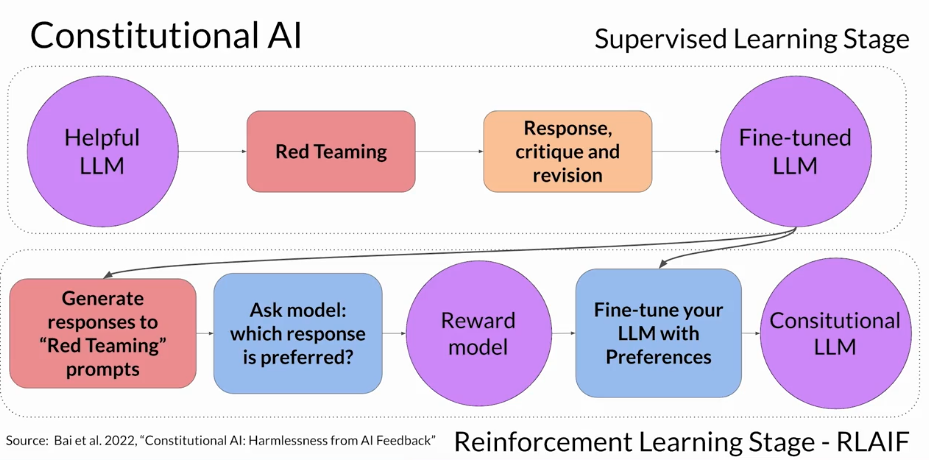 Constitutional AI
Supervised Learning Stage
Helpful
LLM
Red Teaming
Response,
critique and
revision
Fine-tuned
LLM
Generate
responses to
“Red Teaming”
prompts
Ask model:
which response
is preferred?
Reward
model
Fine-tune your
LLM with
Preferences
Consitutional
LLM
Source: Bai et al. 2022, “Constitutional AI: Harmlessness from AI Feedback”
Reinforcement Learning Stage - RLAIF